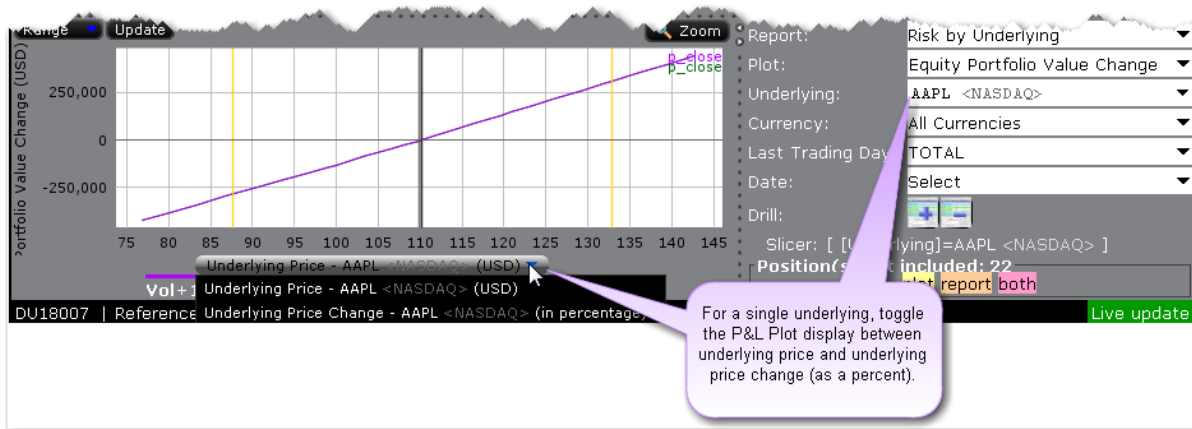 Range Update Zoom
Portfolio Value Change (USD)
250,000
0
-250,000
p_close
p_close
75 80 85 90 95 100 105 110 115 120 125 130 135 140 145
Underlying Price - AAPL <NASDAQ> (USD)
Underlying Price - AAPL <NASDAQ> (USD)
Underlying Price Change - AAPL <NASDAQ> (in percentage)
Vol+1
DU18007 | Reference
Report: Risk by Underlying
Plot: Equity Portfolio Value Change
Underlying: AAPL <NASDAQ>
Currency: All Currencies
Last Trading Day TOTAL
Date: Select
Drill:
Slicer: [ [Underlying]=AAPL <NASDAQ> ]
included: 22
plot report both
Live update
For a single underlying, toggle
the P&L Plot display between
underlying price and underlying
price change (as a percent).